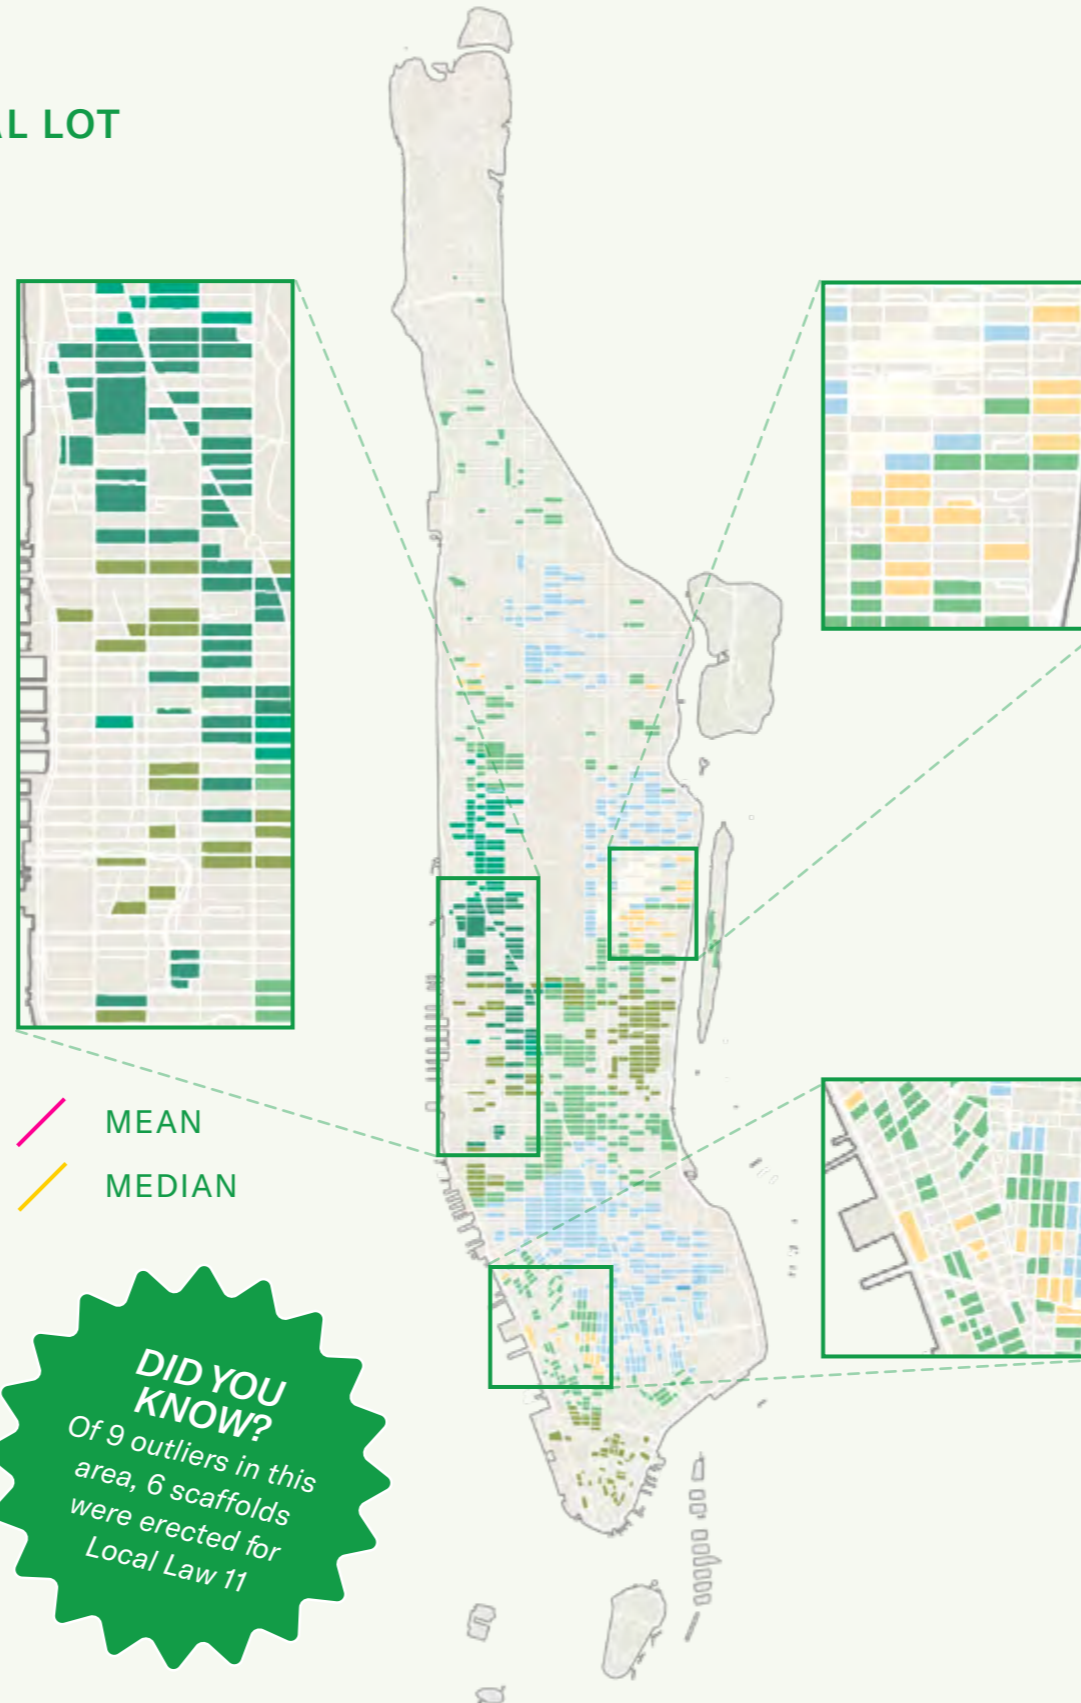 LOT
MEAN
MEDIAN
DID YOU
KNOW?
Of 9 outliers in this
area, 6 scaffolds
were erected for
Local Law 11